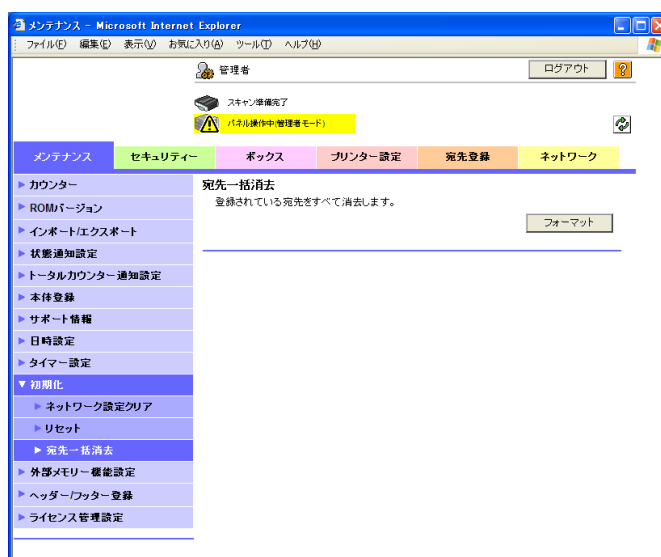 メンテナンス - Microsoft Internet Explorer
ファイル(F) 編集(E) 表示(V) お気に入り(A) ツール(T) ヘルプ(H)
管理者 ログアウト ?
スキャン準備完了
パネル操作中(管理者モード)
メンテナンス セキュリティー ボックス プリンター設定 宛先登録 ネットワーク
カウンター
ROMバージョン
インポート/エクスポート
状態通知設定
トータルカウンター通知設定
本体登録
サポート情報
日時設定
タイマー設定
初期化
ネットワーク設定クリア
リセット
宛先一括消去
外部メモリー機能設定
ヘッダー/フッター登録
ライセンス管理設定
宛先一括消去
登録されている宛先をすべて消去します。
フォーマット